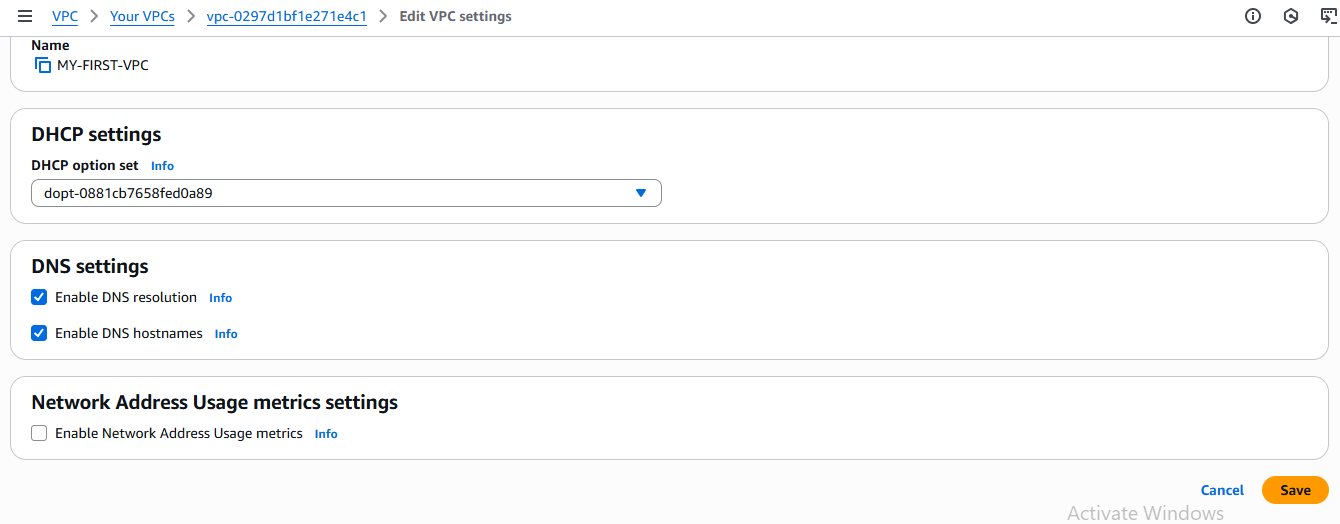 VPC > Your VPCs > vpc-0297d1bf1e271e4c1 > Edit VPC settings
Name
MY-FIRST-VPC
DHCP settings
DHCP option set Info
dopt-0881cb7658fed0a89
DNS settings
Enable DNS resolution Info
Enable DNS hostnames Info
Network Address Usage metrics settings
Enable Network Address Usage metrics Info
Cancel Save
Activate Windows